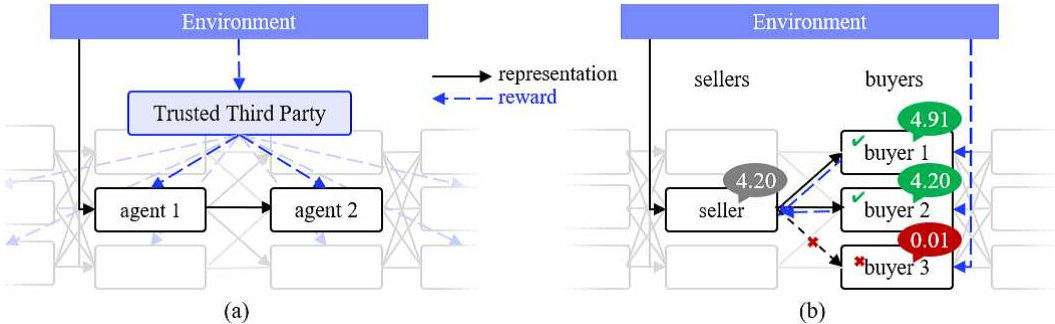 Environment
Trusted Third Party
agent 1
agent 2
(a)
representation
reward
Environment
sellers
buyers
4.91
buyer 1
4.20
seller
4.20
buyer 2
0.01
buyer 3
(b)